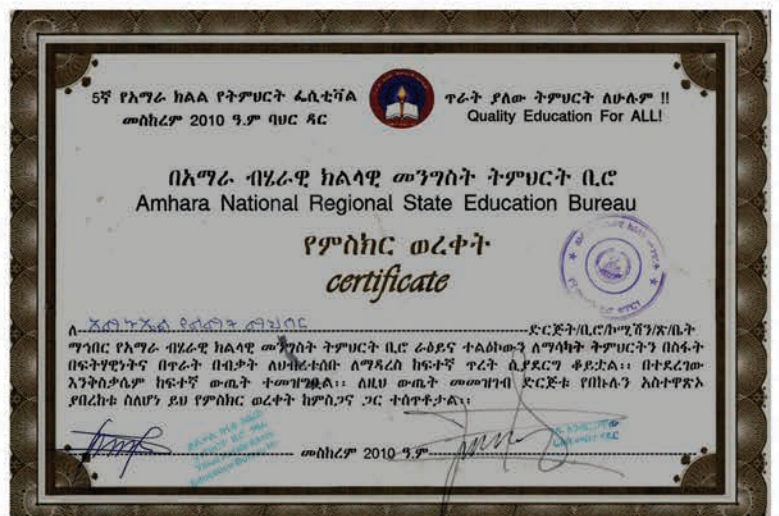 5ኛ የአማራ ክልል የትምህርት ፌሲቲቫል
መስከረም 2010 ዓ.ም ባህር ዳር
ጥራት ያለው ትምህርት ለሁሉም !!
Quality Education For ALL!
በአማራ ብሄራዊ ክልላዊ መንግስት ትምህርት ቢሮ
Amhara National Regional State Education Bureau
የምስክር ወረቀት
certificate
ለ አማኑኤል የልማት ማህበር ድርጅት/ቢሮ/ኮሚሽን/ጽ/ቤት
ማኅበር የአማራ ብሄራዊ ክልላዊ መንግስት ትምህርት ቢሮ ራዕይና ተልዕኮውን ለማሳካት ትምህርትን በስፋት
በፍትሃዊነትና በጥራት በብቃት ለህብረተሰቡ ለማዳረስ ከፍተኛ ጥረት ሲያደርግ ቆይቷል፡፡ በተደረገው
እንቅስቃሴም ከፍተኛ ውጤት ተመዝግቧል፡፡ ለዚህ ውጤት መመዝገብ ድርጅቱ የበኩሉን አስተዋጽኦ
ያበረከቱ ስለሆነ ይህ የምስክር ወረቀት ከምስጋና ጋር ተሰጥቶታል፡፡
መስከረም 2010 ዓ.ም